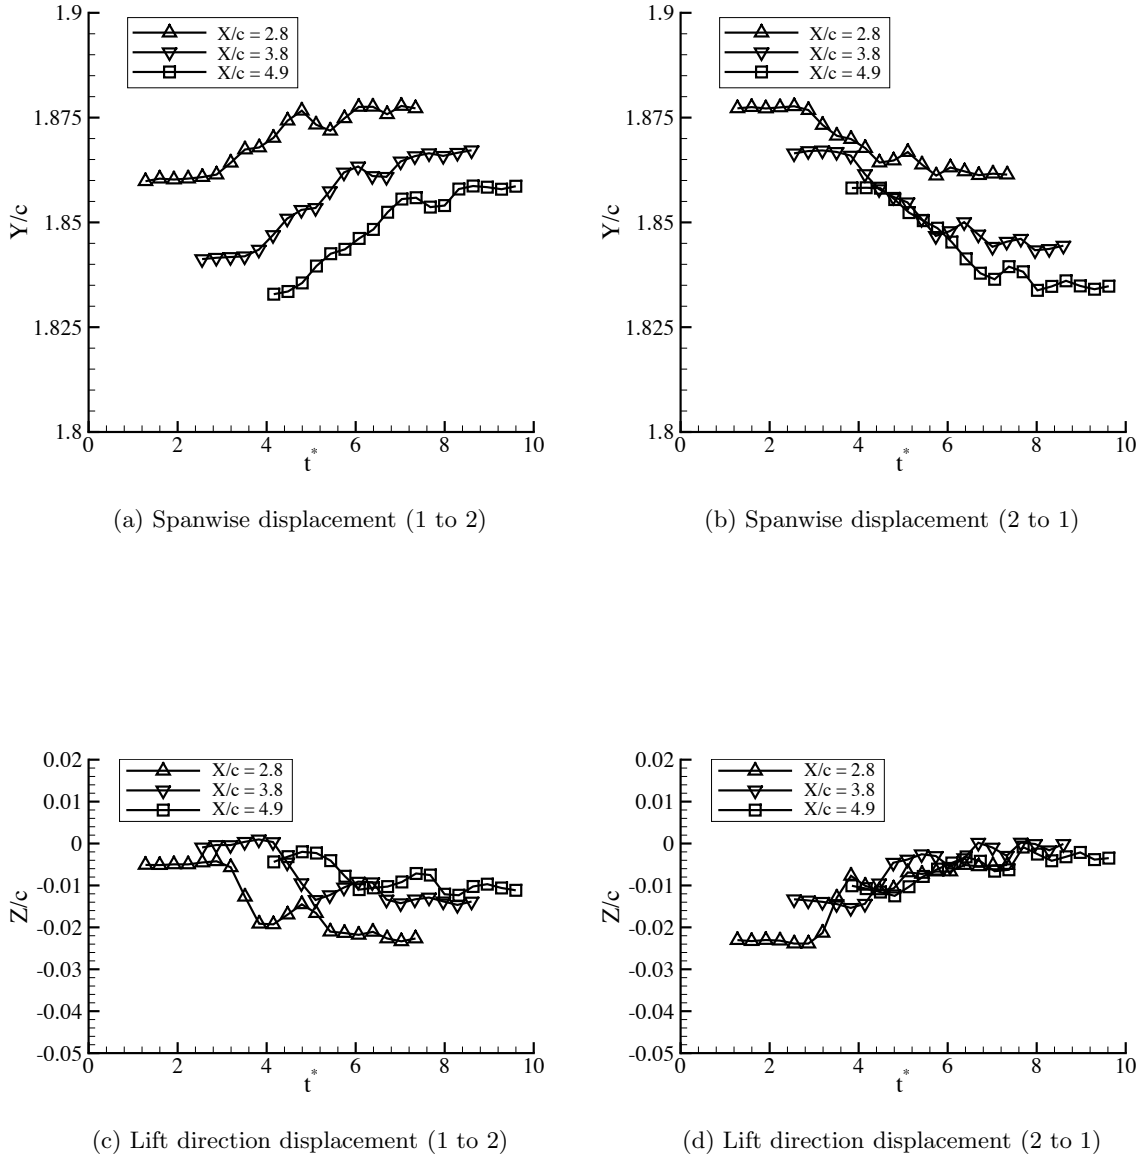 1.9
1.875
1.85
1.825
1.8
Y/c
X/c = 2.8
X/c = 3.8
X/c = 4.9
0 2 4 6 8 10
t*
(a) Spanwise displacement (1 to 2)
1.9
1.875
1.85
1.825
1.8
Y/c
X/c = 2.8
X/c = 3.8
X/c = 4.9
0 2 4 6 8 10
t*
(b) Spanwise displacement (2 to 1)
0.02
0.01
0
-0.01
-0.02
-0.03
-0.04
-0.05
Z/c
X/c = 2.8
X/c = 3.8
X/c = 4.9
0 2 4 6 8 10
t*
(c) Lift direction displacement (1 to 2)
0.02
0.01
0
-0.01
-0.02
-0.03
-0.04
-0.05
Z/c
X/c = 2.8
X/c = 3.8
X/c = 4.9
0 2 4 6 8 10
t*
(d) Lift direction displacement (2 to 1)